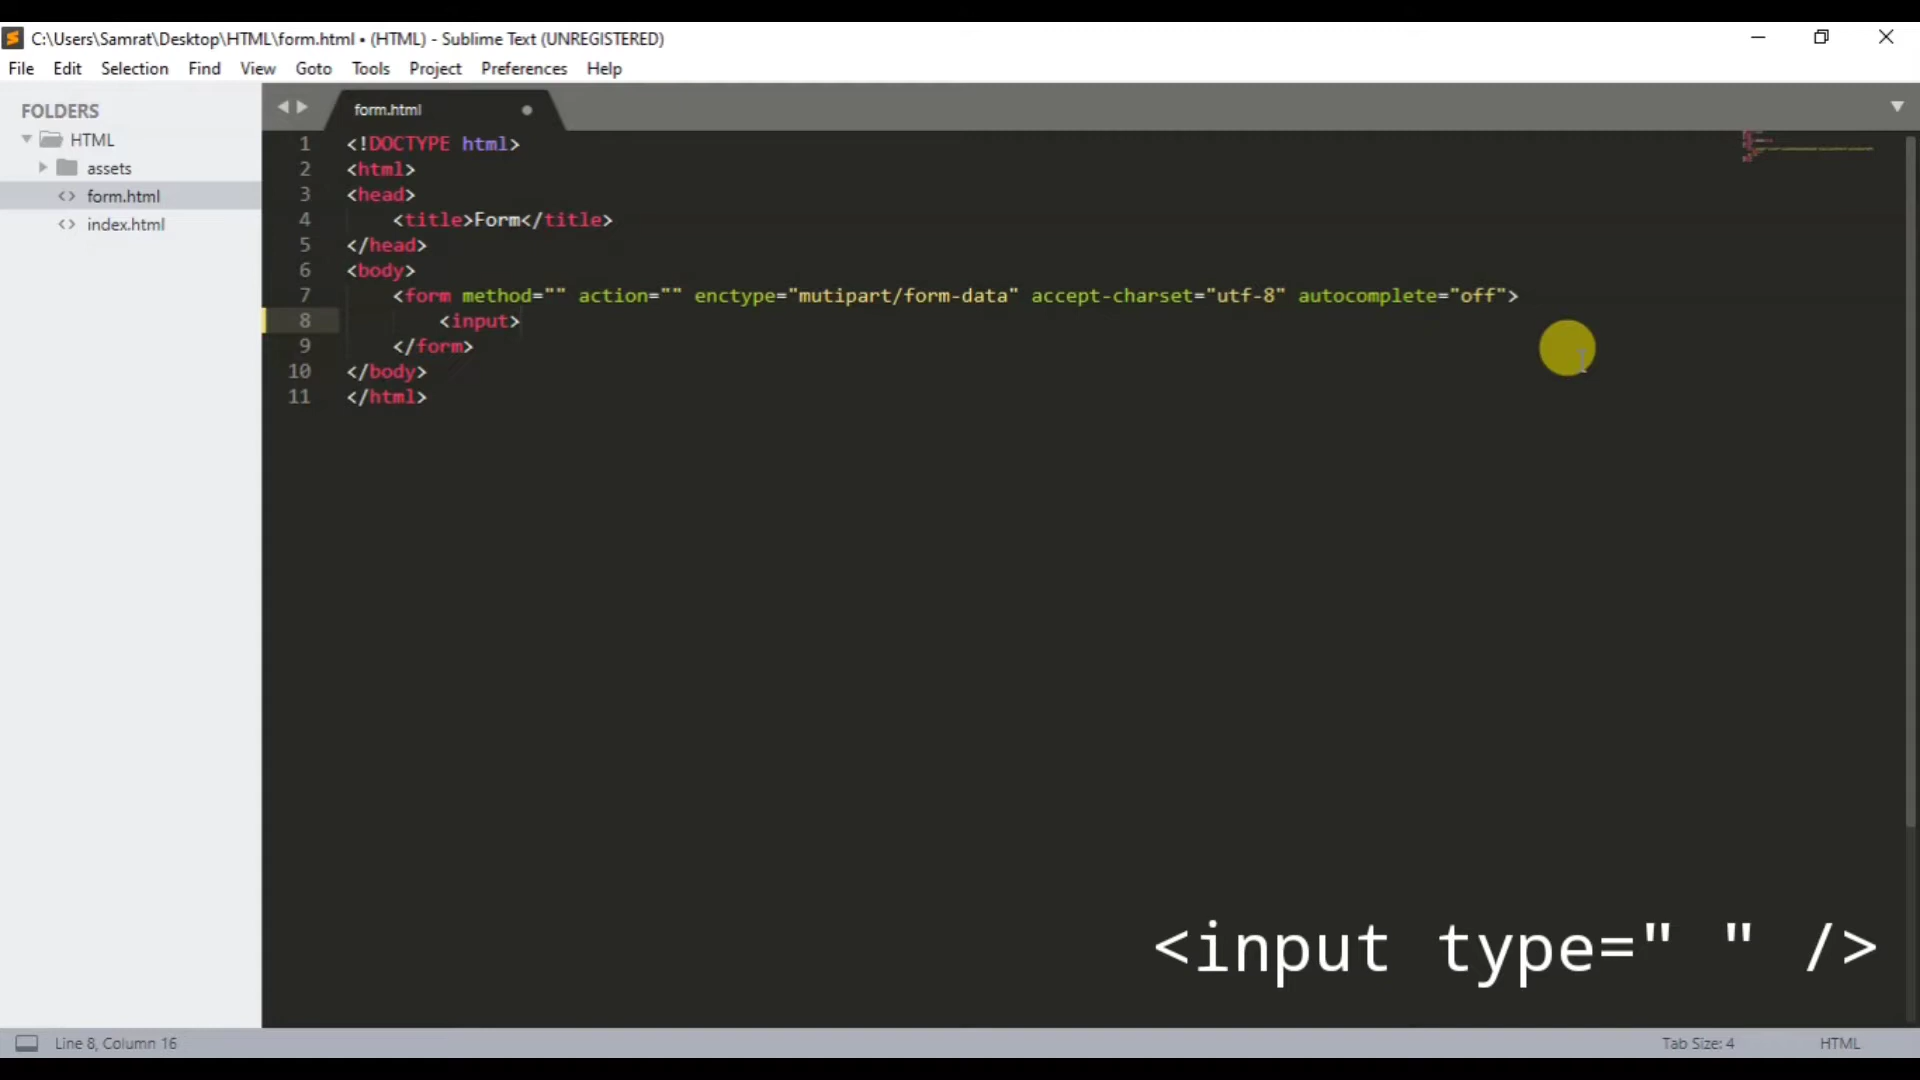 C:\Users\Samrat\Desktop\HTML\form.html • (HTML) - Sublime Text (UNREGISTERED)
File Edit Selection Find View Goto Tools Project Preferences Help
FOLDERS
HTML
assets
form.html
index.html
form.html
1 <!DOCTYPE html>
2 <html>
3 <head>
4 <title>Form</title>
5 </head>
6 <body>
7 <form method="" action="" enctype="mutipart/form-data" accept-charset="utf-8" autocomplete="off">
8 <input>
9 </form>
10 </body>
11 </html>
<input type=" " />
Line 8, Column 16 Tab Size: 4 HTML